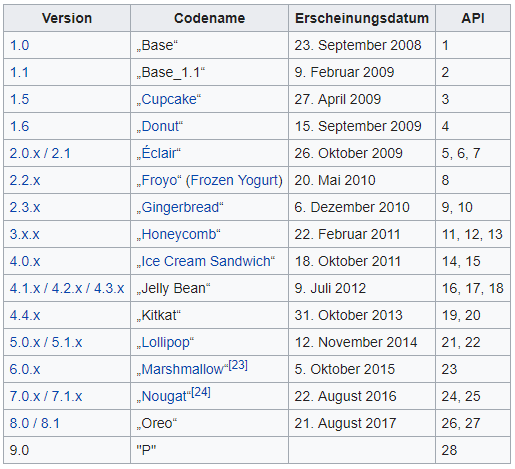 Version Codename Erscheinungsdatum API
1.0 „Base“ 23. September 2008 1
1.1 „Base_1.1“ 9. Februar 2009 2
1.5 „Cupcake“ 27. April 2009 3
1.6 „Donut“ 15. September 2009 4
2.0.x / 2.1 „Éclair“ 26. Oktober 2009 5, 6, 7
2.2.x „Froyo“ (Frozen Yogurt) 20. Mai 2010 8
2.3.x „Gingerbread“ 6. Dezember 2010 9, 10
3.x.x „Honeycomb“ 22. Februar 2011 11, 12, 13
4.0.x „Ice Cream Sandwich“ 18. Oktober 2011 14, 15
4.1.x / 4.2.x / 4.3.x „Jelly Bean“ 9. Juli 2012 16, 17, 18
4.4.x „Kitkat“ 31. Oktober 2013 19, 20
5.0.x / 5.1.x „Lollipop“ 12. November 2014 21, 22
6.0.x „Marshmallow“[23] 5. Oktober 2015 23
7.0.x / 7.1.x „Nougat“[24] 22. August 2016 24, 25
8.0 / 8.1 „Oreo“ 21. August 2017 26, 27
9.0 "P" 28